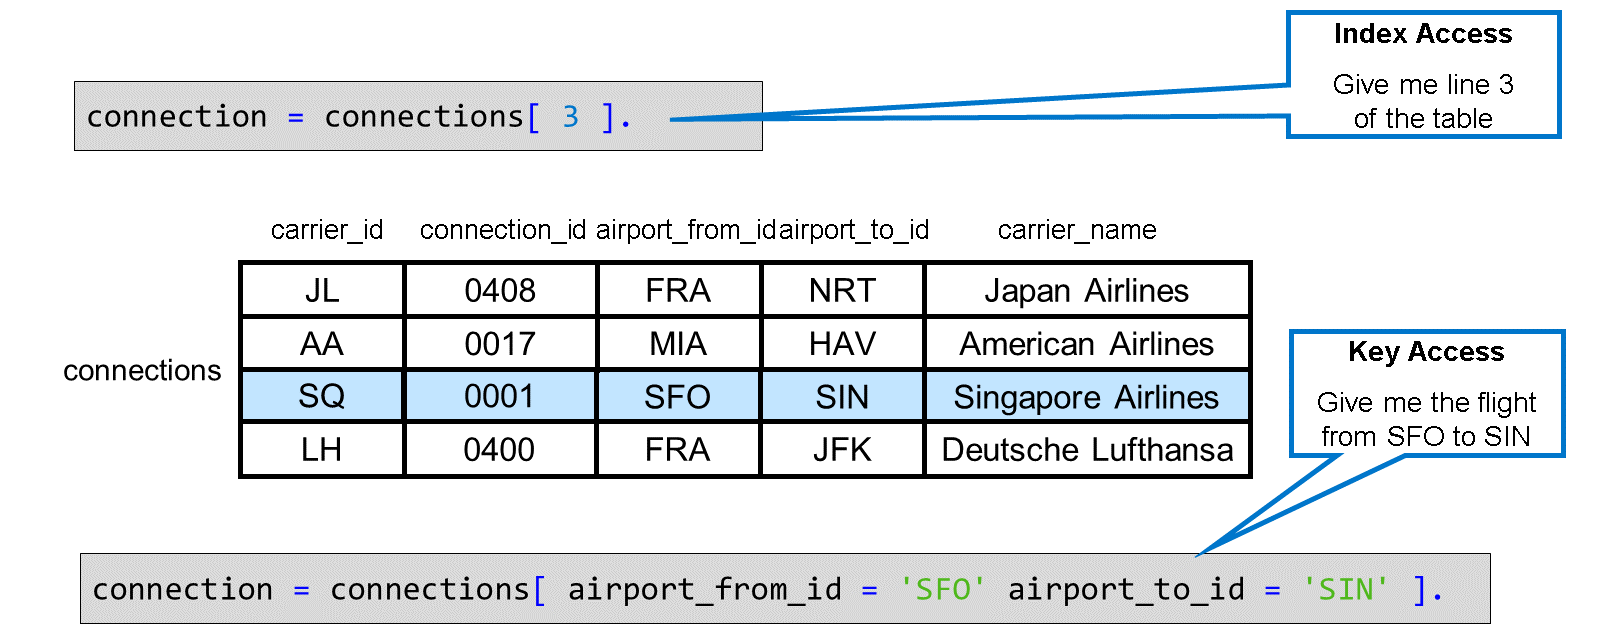 Index Access
Give me line 3
of the table
connection = connections[ 3 ].
carrier_id connection_id airport_from_id airport_to_id carrier_name
JL 0408 FRA NRT Japan Airlines
AA 0017 MIA HAV American Airlines
connections
SQ 0001 SFO SIN Singapore Airlines
LH 0400 FRA JFK Deutsche Lufthansa
Key Access
Give me the flight
from SFO to SIN
connection = connections[ airport_from_id = 'SFO' airport_to_id = 'SIN' ].